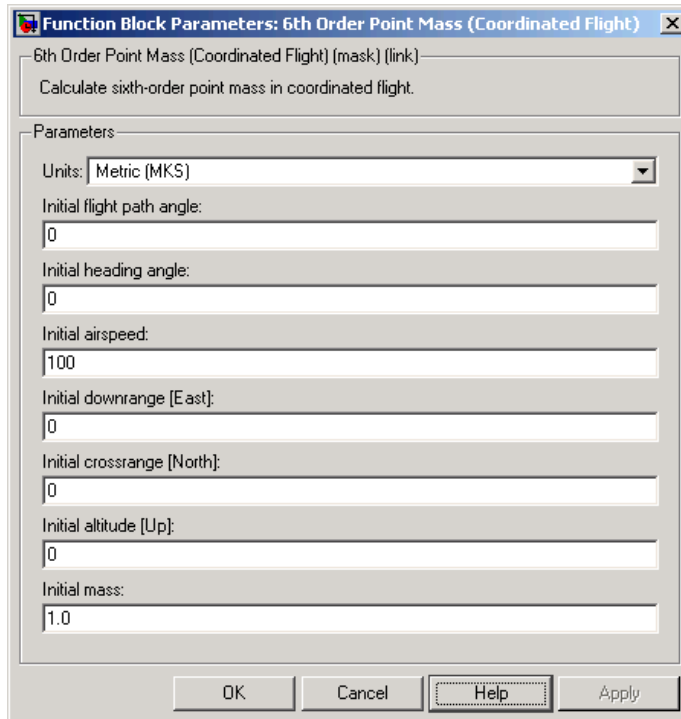 Function Block Parameters: 6th Order Point Mass (Coordinated Flight)
6th Order Point Mass (Coordinated Flight) (mask) (link)
Calculate sixth-order point mass in coordinated flight.
Parameters
Units: Metric (MKS)
Initial flight path angle:
0
Initial heading angle:
0
Initial airspeed:
100
Initial downrange [East]:
0
Initial crossrange [North]:
0
Initial altitude [Up]:
0
Initial mass:
1.0
OK Cancel Help Apply